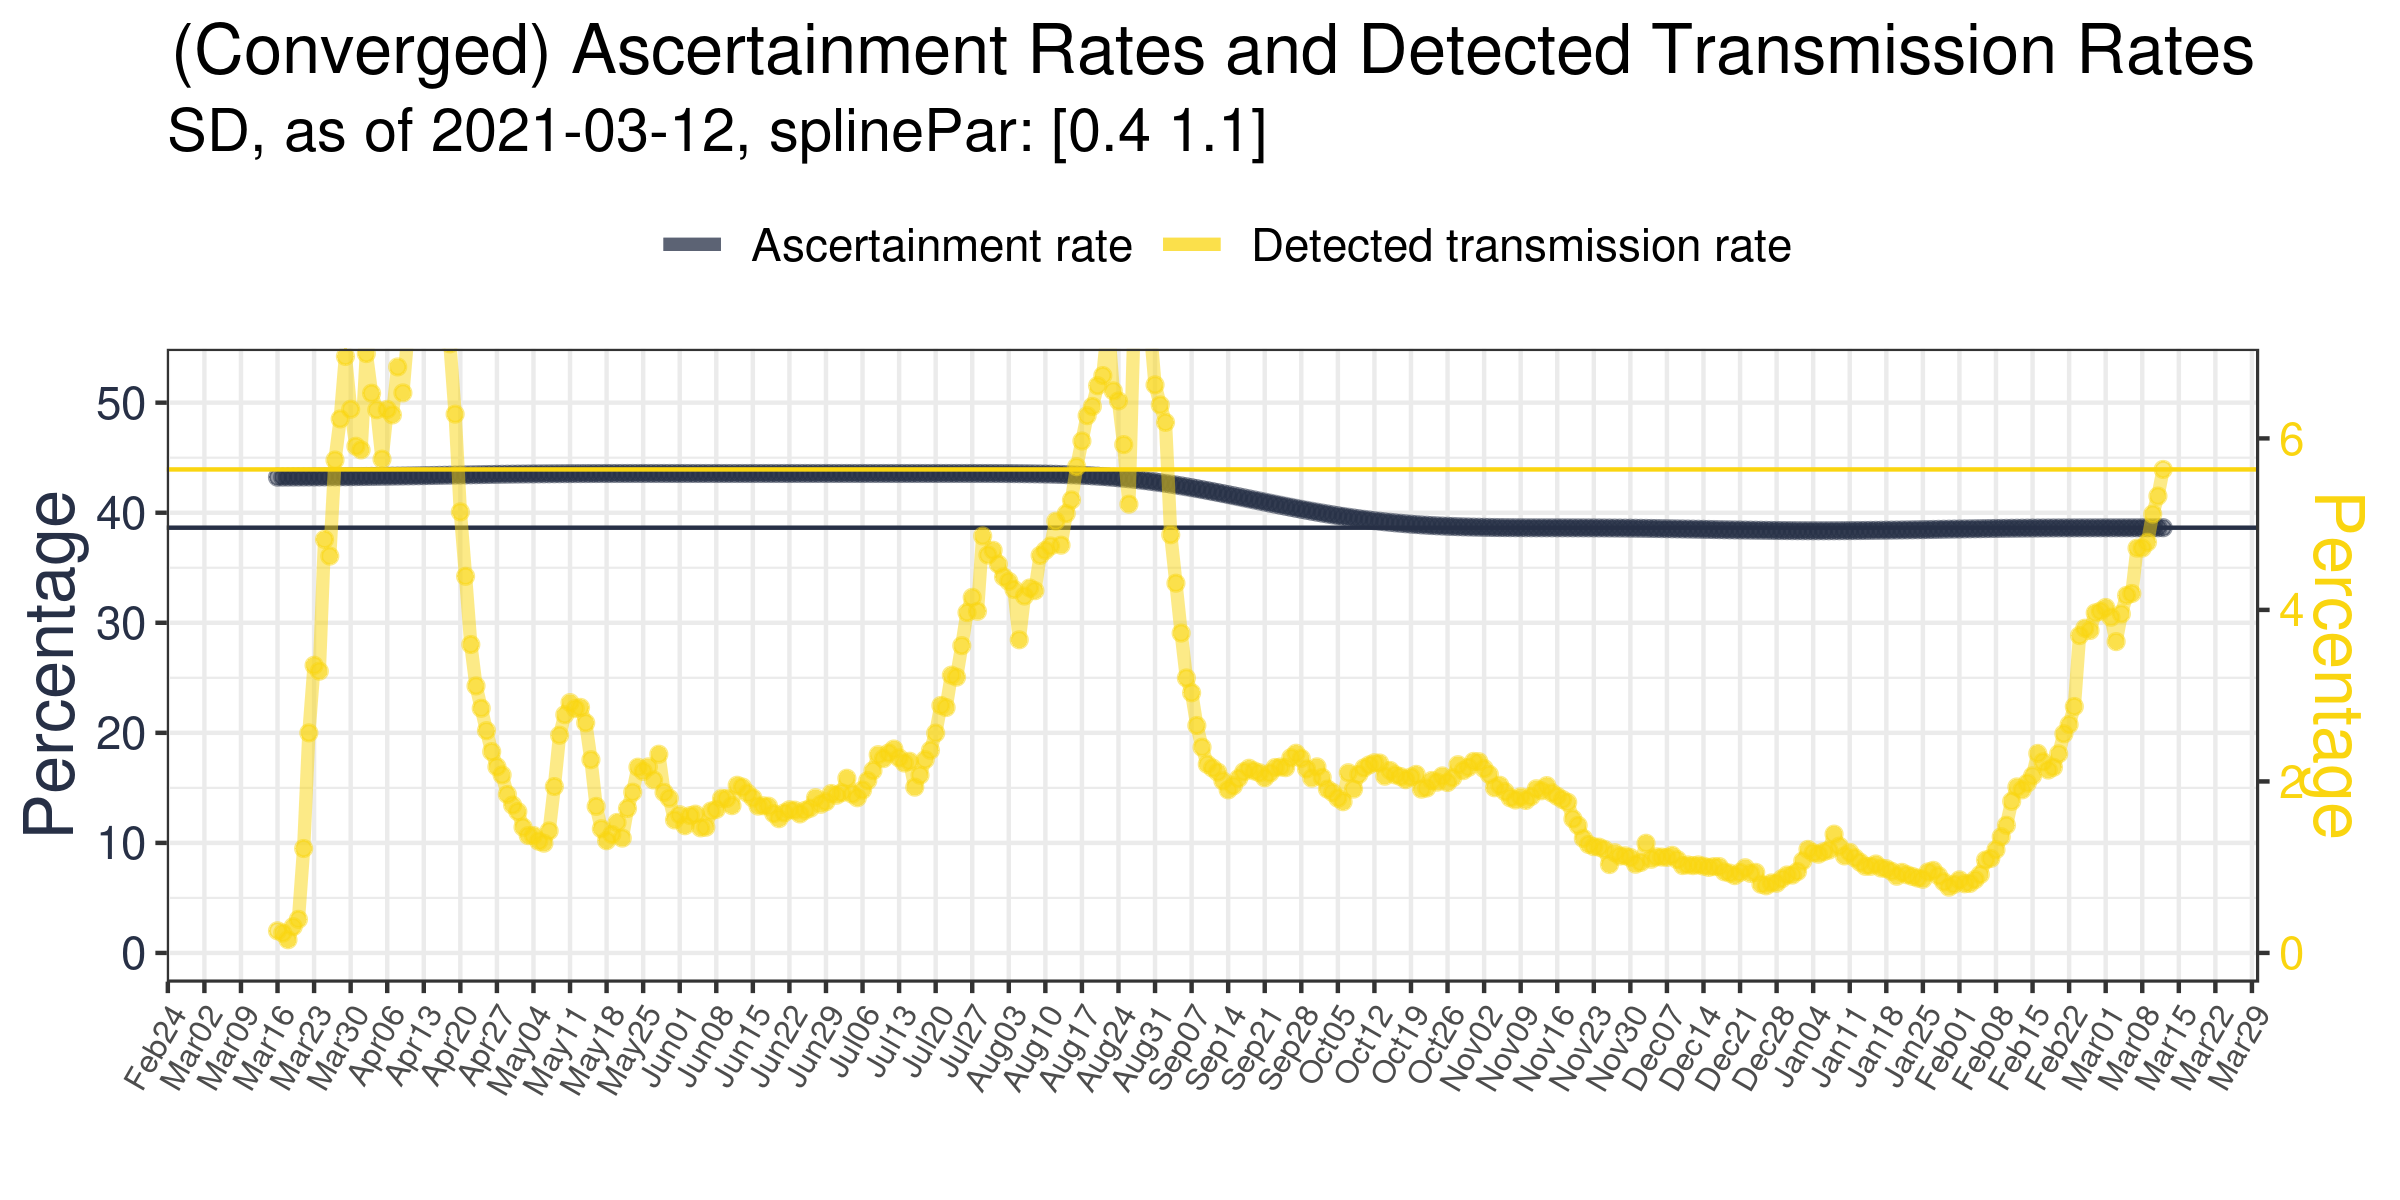 (Converged) Ascertainment Rates and Detected Transmission Rates
SD, as of 2021-03-12, splinePar: [0.4 1.1]
Ascertainment rate
Detected transmission rate
Percentage
50
40
30
20
10
0
6
4
2
0
Percentage
Feb24
Mar02
Mar09
Mar16
Mar23
Mar30
Apr06
Apr13
Apr20
Apr27
May04
May11
May18
May25
Jun01
Jun08
Jun15
Jun22
Jun29
Jul06
Jul13
Jul20
Jul27
Aug03
Aug10
Aug17
Aug24
Aug31
Sep07
Sep14
Sep21
Sep28
Oct05
Oct12
Oct19
Oct26
Nov02
Nov09
Nov16
Nov23
Nov30
Dec07
Dec14
Dec21
Dec28
Jan04
Jan11
Jan18
Jan25
Feb01
Feb08
Feb15
Feb22
Mar01
Mar08
Mar15
Mar22
Mar29